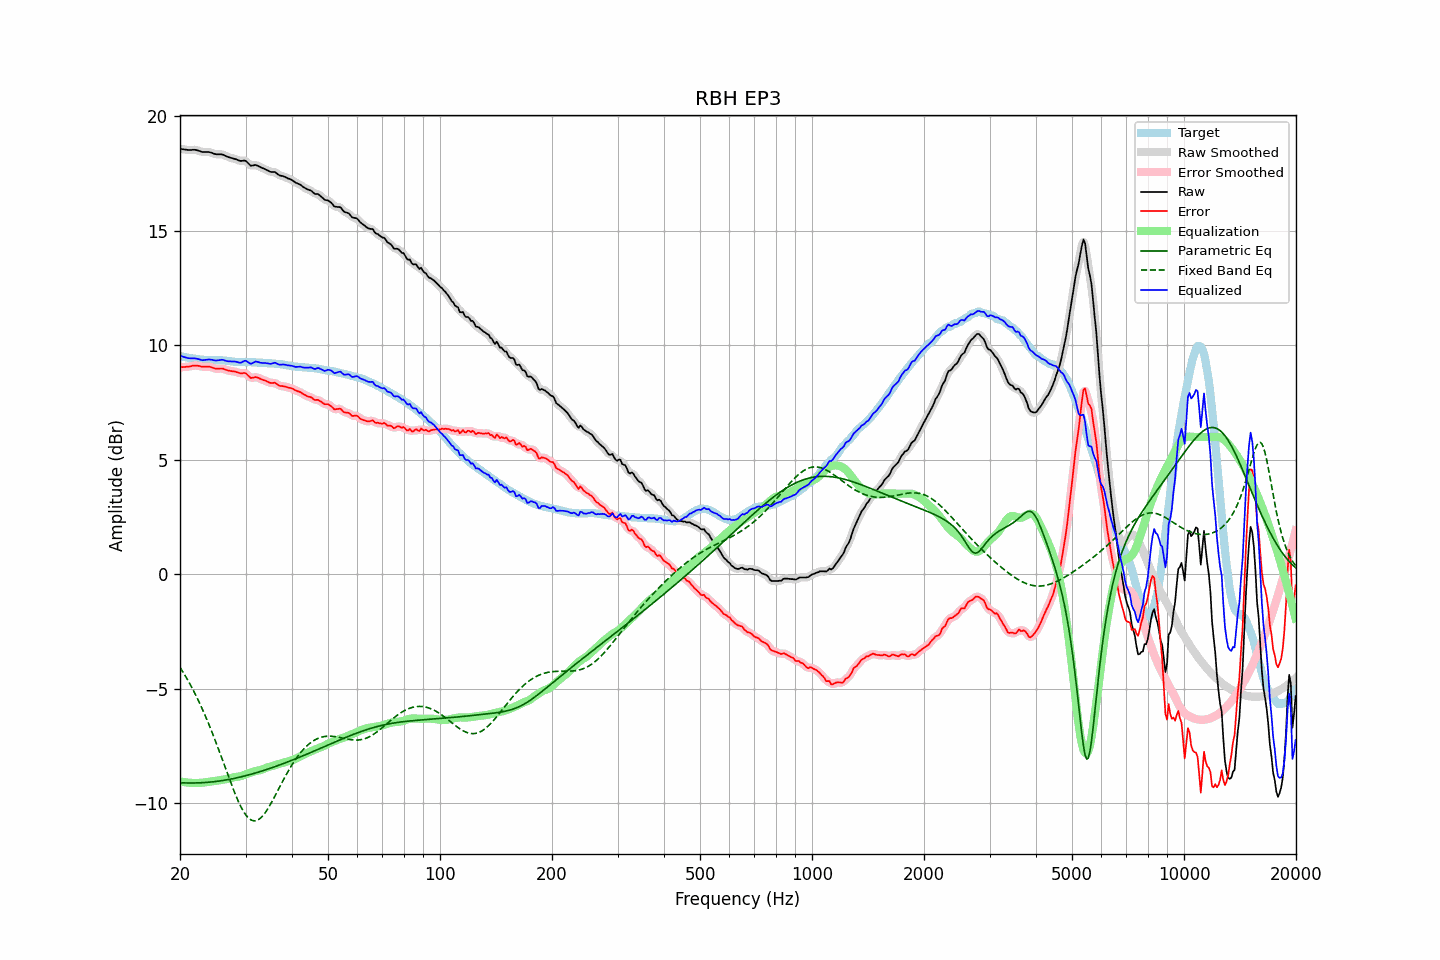 RBH EP3
Amplitude (dBr)
20
15
10
5
0
−5
−10
Target
Raw Smoothed
Error Smoothed
Raw
Error
Equalization
Parametric Eq
Fixed Band Eq
Equalized
20 50 100 200 500 1000 2000 5000 10000 20000
Frequency (Hz)